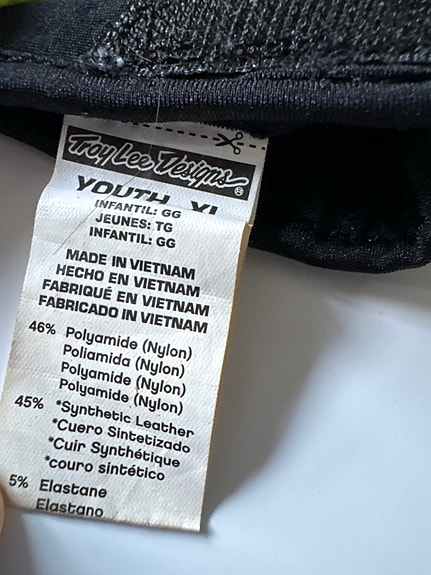 Troy Lee Designs ®
YOUTH XL
INFANTIL: GG
JEUNES: TG
INFANTIL: GG
MADE IN VIETNAM
HECHO EN VIETNAM
FABRIQUÉ EN VIETNAM
FABRICADO IN VIETNAM
46% Polyamide (Nylon)
Poliamida (Nylon)
Polyamide (Nylon)
Polyamide (Nylon)
45% *Synthetic Leather
*Cuero Sintetizado
*Cuir Synthétique
*couro sintético
5% Elastane
Elastano